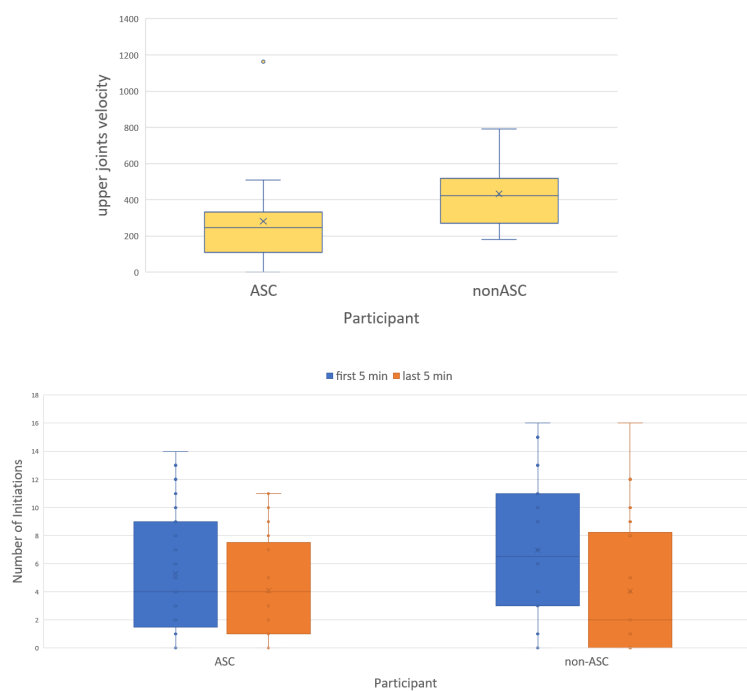 1400
1200
1000
800
600
400
200
0
upper joints velocity
ASC nonASC
Participant
first 5 min last 5 min
18
16
14
12
10
8
6
4
2
0
Number of Initiations
ASC non-ASC
Participant